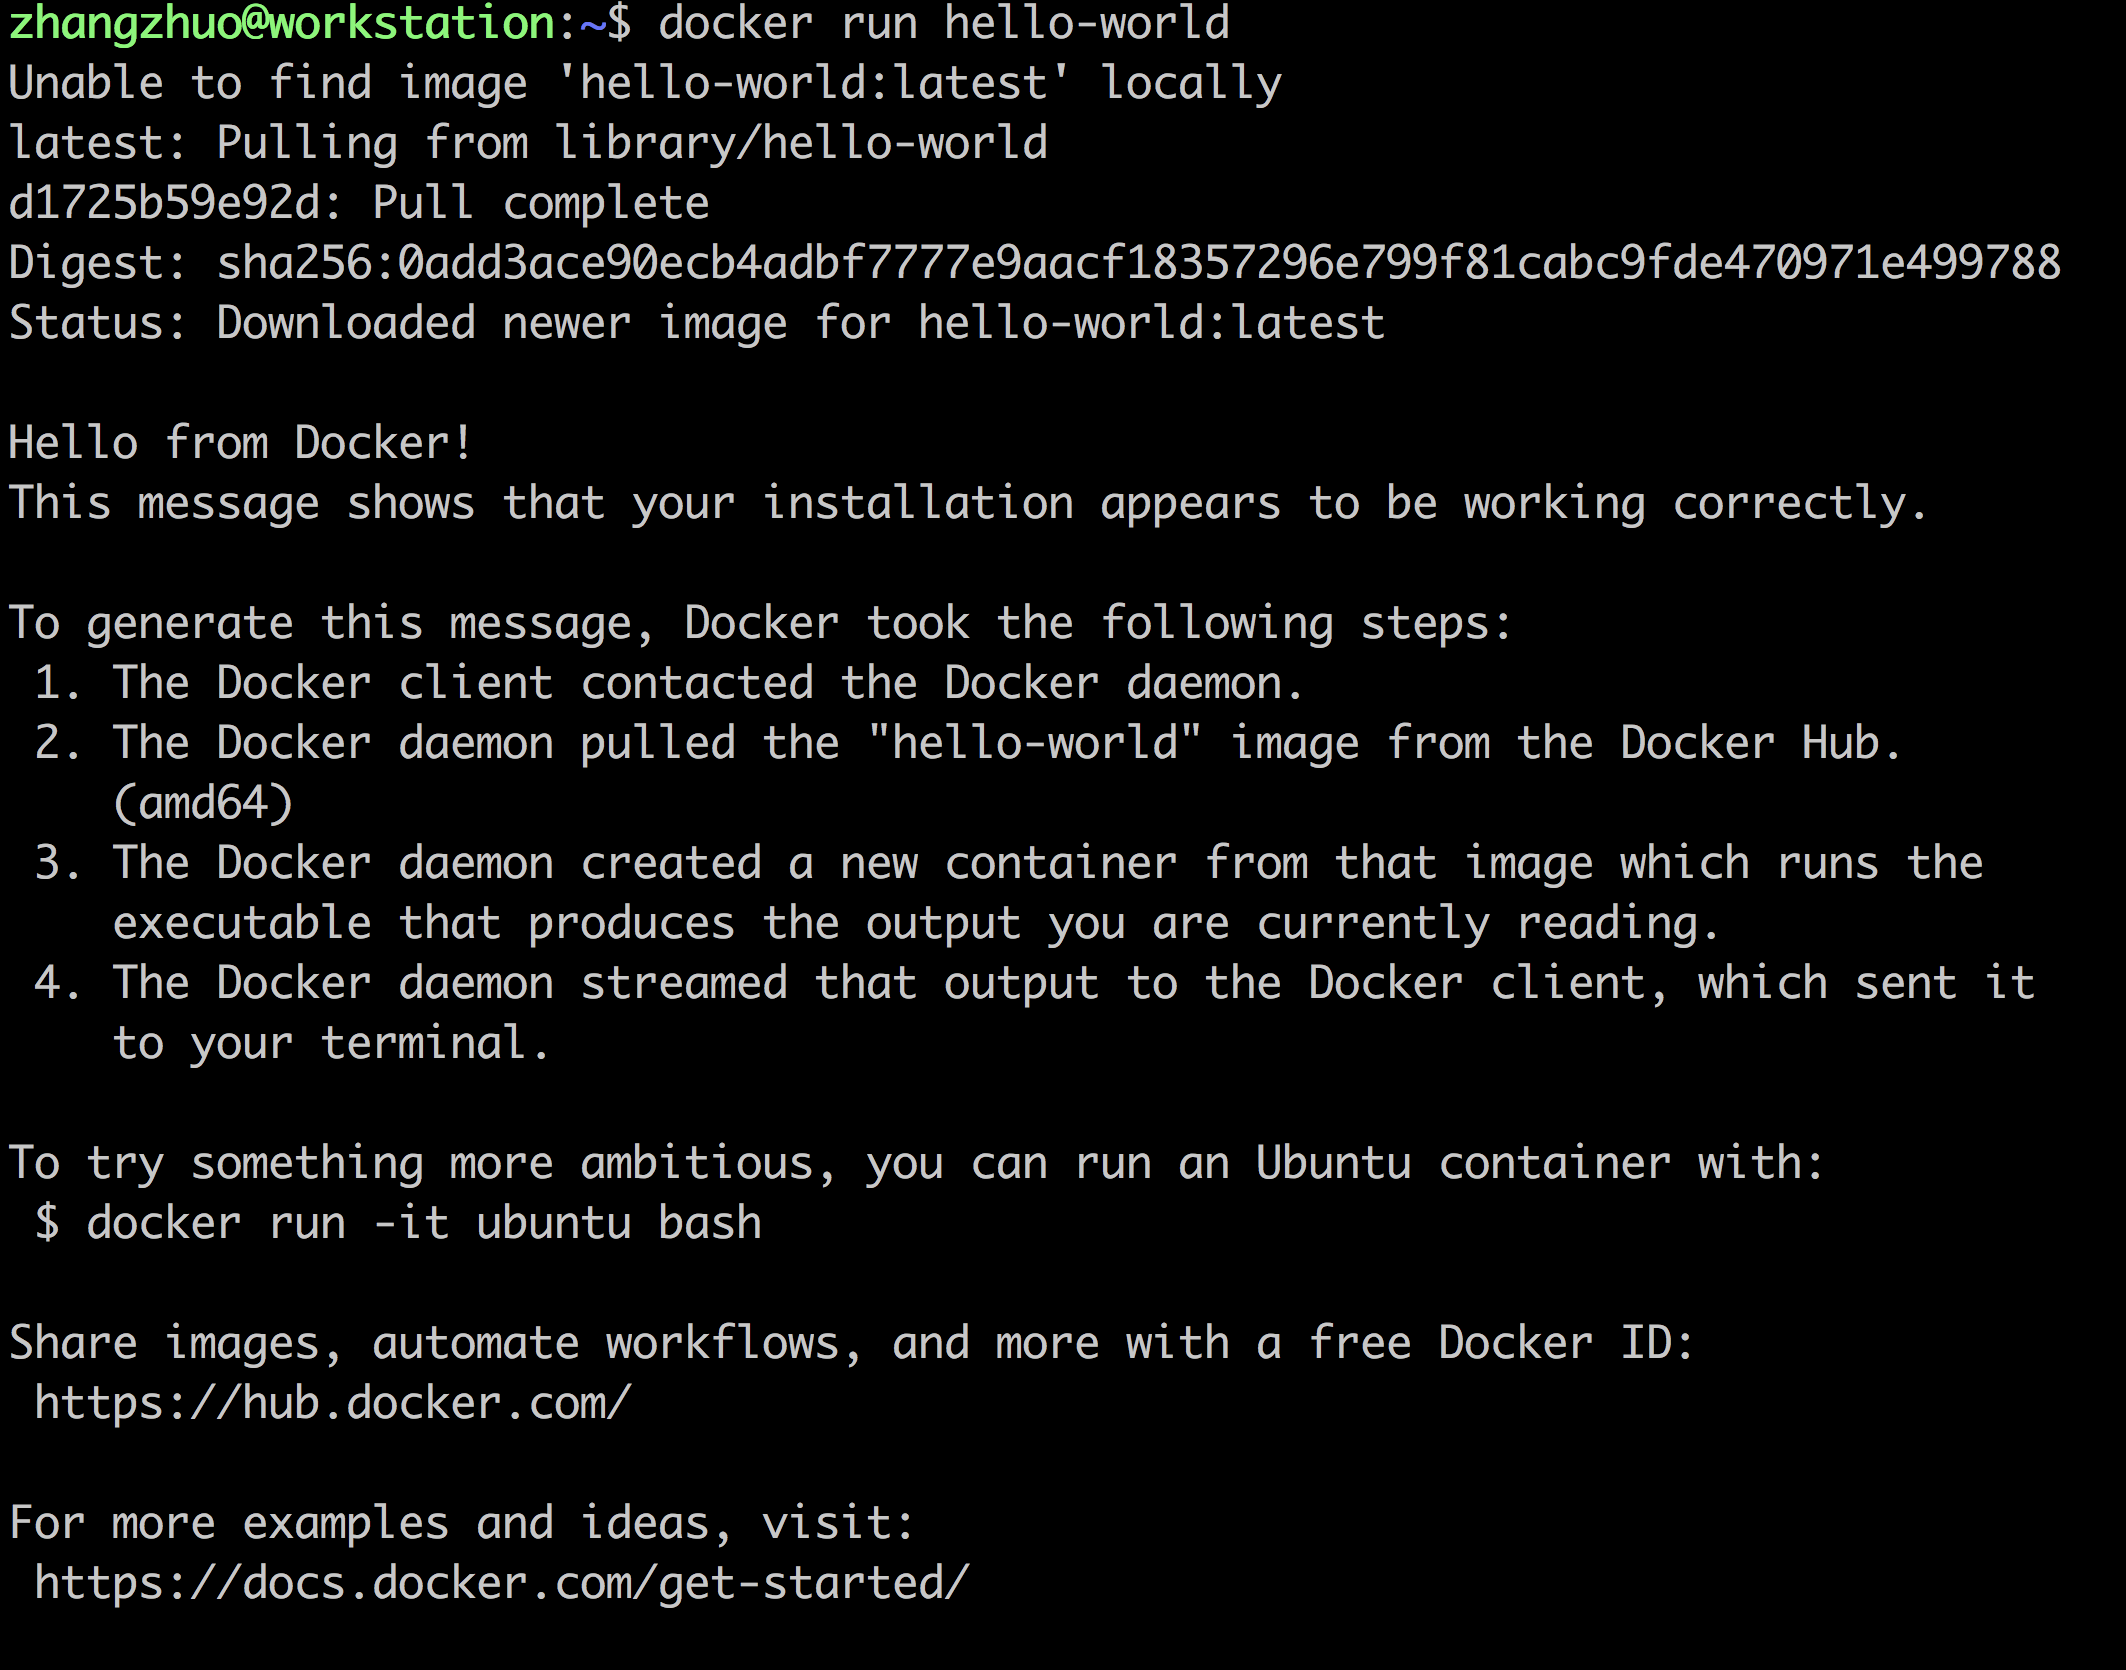 zhangzhuo@workstation:~$ docker run hello-world
Unable to find image 'hello-world:latest' locally
latest: Pulling from library/hello-world
d1725b59e92d: Pull complete
Digest: sha256:0add3ace90ecb4adbf7777e9aacf18357296e799f81cabc9fde470971e499788
Status: Downloaded newer image for hello-world:latest

Hello from Docker!
This message shows that your installation appears to be working correctly.

To generate this message, Docker took the following steps:
 1. The Docker client contacted the Docker daemon.
 2. The Docker daemon pulled the "hello-world" image from the Docker Hub.
    (amd64)
 3. The Docker daemon created a new container from that image which runs the
    executable that produces the output you are currently reading.
 4. The Docker daemon streamed that output to the Docker client, which sent it
    to your terminal.

To try something more ambitious, you can run an Ubuntu container with:
 $ docker run -it ubuntu bash

Share images, automate workflows, and more with a free Docker ID:
 https://hub.docker.com/

For more examples and ideas, visit:
 https://docs.docker.com/get-started/